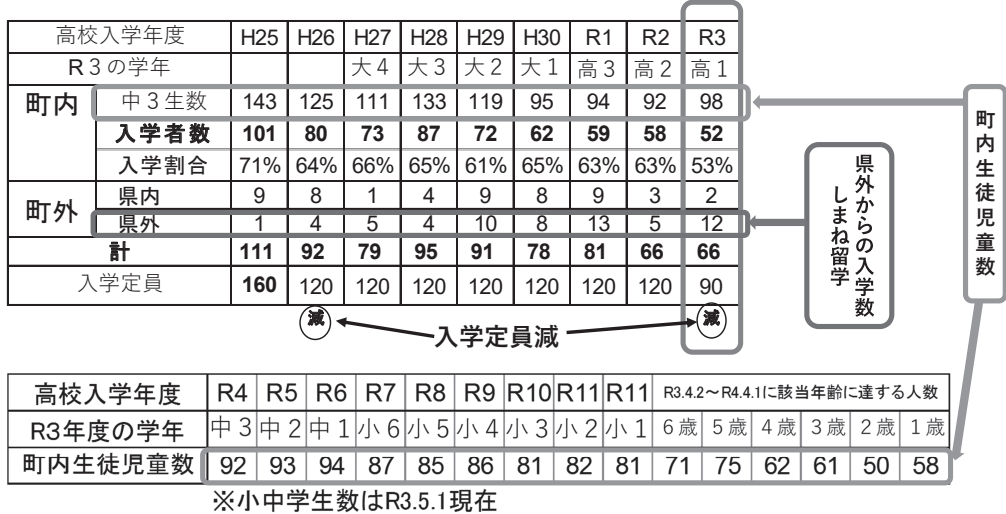 高校入学年度 H25 H26 H27 H28 H29 H30 R1 R2 R3
R3の学年 大4 大3 大2 大1 高3 高2 高1
町内 中3生数 143 125 111 133 119 95 94 92 98
入学者数 101 80 73 87 72 62 59 58 52
入学割合 71% 64% 66% 65% 61% 65% 63% 63% 53%
町外 県内 9 8 1 4 9 8 9 3 2
県外 1 4 5 4 10 8 13 5 12
計 111 92 79 95 91 78 81 66 66
入学定員 160 120 120 120 120 120 120 120 90
減 入学定員減 減
県外からの入学数
しまね留学
町内生徒児童数
高校入学年度 R4 R5 R6 R7 R8 R9 R10 R11 R11 R3.4.2～R4.4.1に該当年齢に達する人数
R3年度の学年 中3 中2 中1 小6 小5 小4 小3 小2 小1 6歳 5歳 4歳 3歳 2歳 1歳
町内生徒児童数 92 93 94 87 85 86 81 82 81 71 75 62 61 50 58
※小中学生数はR3.5.1現在